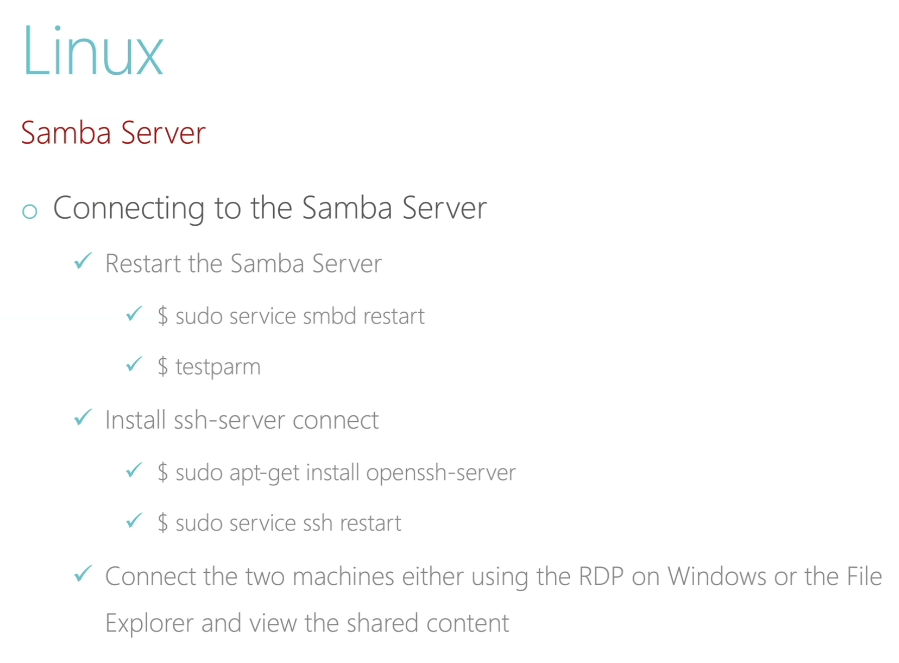 Linux
Samba Server
Connecting to the Samba Server
Restart the Samba Server
$ sudo service smbd restart
$ testparm
Install ssh-server connect
$ sudo apt-get install openssh-server
$ sudo service ssh restart
Connect the two machines either using the RDP on Windows or the File
Explorer and view the shared content